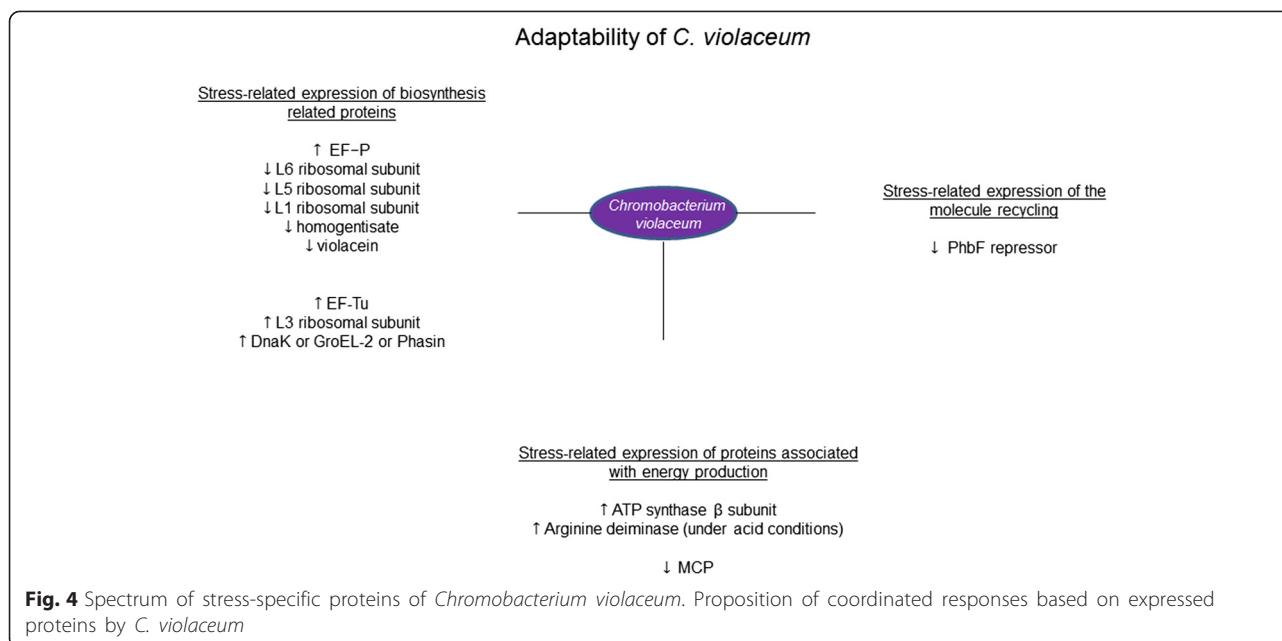 Adaptability of C. violaceum
Stress-related expression of biosynthesis
related proteins
↑ EF–P
↓ L6 ribosomal subunit
↓ L5 ribosomal subunit
↓ L1 ribosomal subunit
↓ homogentisate
↓ violacein
↑ EF-Tu
↑ L3 ribosomal subunit
↑ DnaK or GroEL-2 or Phasin
Chromobacterium
violaceum
Stress-related expression of the
molecule recycling
↓ PhbF repressor
Stress-related expression of proteins associated
with energy production
↑ ATP synthase β subunit
↑ Arginine deiminase (under acid conditions)
↓ MCP
Fig. 4 Spectrum of stress-specific proteins of Chromobacterium violaceum. Proposition of coordinated responses based on expressed
proteins by C. violaceum